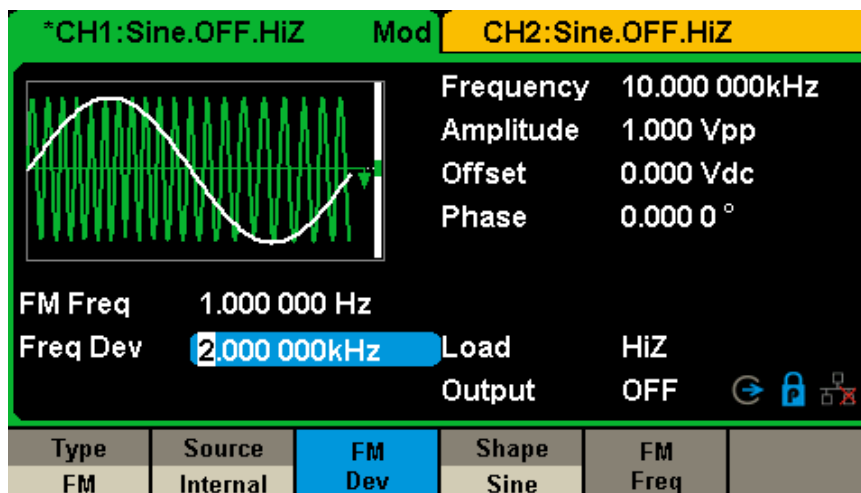 *CH1:Sine.OFF.HiZ Mod CH2:Sine.OFF.HiZ
Frequency 10.000 000kHz
Amplitude 1.000 Vpp
Offset 0.000 Vdc
Phase 0.000 0 °
FM Freq 1.000 000 Hz
Freq Dev 2.000 000kHz Load HiZ
Output OFF P
Type Source FM Shape FM
FM Internal Dev Sine Freq